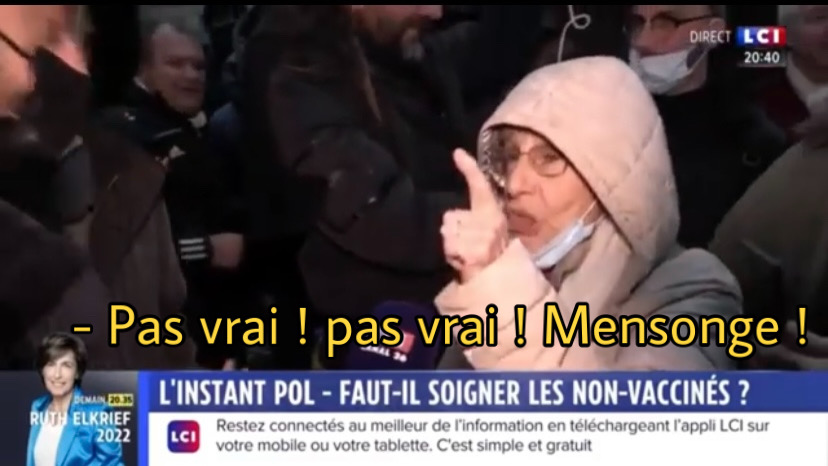 DIRECT LCI
20:40
- Pas vrai ! pas vrai ! Mensonge !
DEMAIN 20.35
RUTH ELKRIEF
2022
L'INSTANT POL - FAUT-IL SOIGNER LES NON-VACCINÉS ?
LCI
Restez connectés au meilleur de l'information en téléchargeant l'appli LCI sur
votre mobile ou votre tablette. C'est simple et gratuit